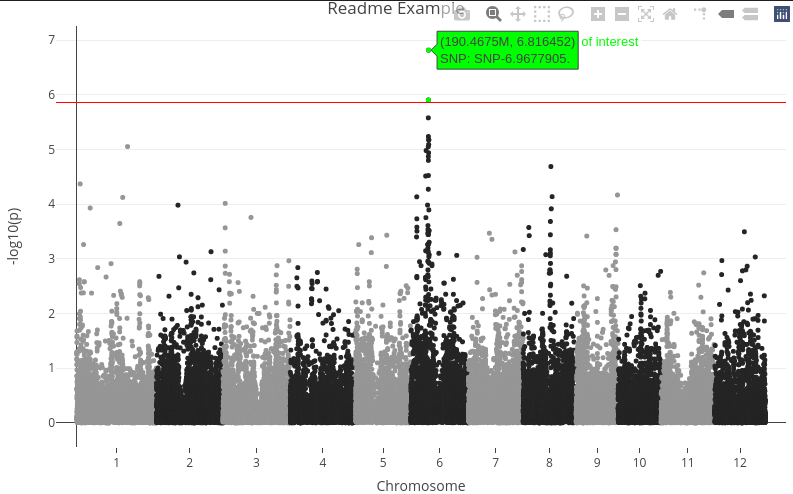 Readme Example
(190.4675M, 6.816452) of interest
SNP: SNP-6.9677905.
7
6
5
4
3
2
1
0
-log10(p)
1 2 3 4 5 6 7 8 9 10 11 12
Chromosome